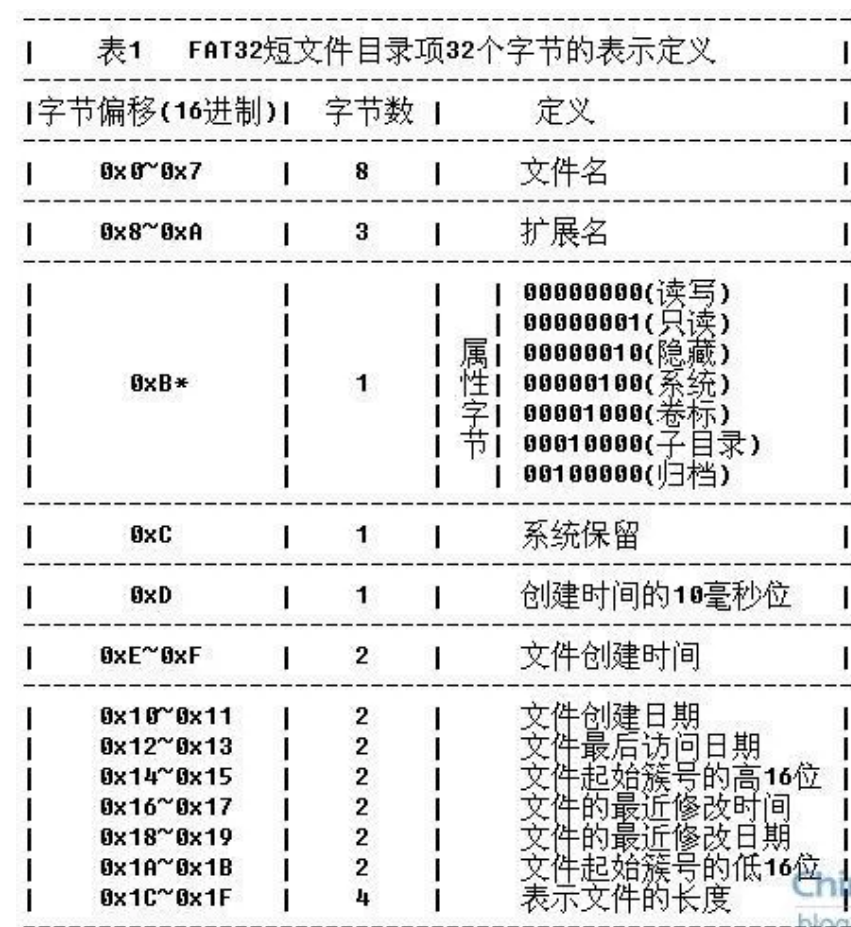 表1 FAT32短文件目录项32个字节的表示定义
字节偏移(16进制) 字节数 定义
0x0~0x7 8 文件名
0x8~0xA 3 扩展名
0xB* 1 属性字节
00000000(读写)
00000001(只读)
00000010(隐藏)
00000100(系统)
00001000(卷标)
00010000(子目录)
00100000(归档)
0xC 1 系统保留
0xD 1 创建时间的10毫秒位
0xE~0xF 2 文件创建时间
0x10~0x11 2 文件创建日期
0x12~0x13 2 文件最后访问日期
0x14~0x15 2 文件起始簇号的高16位
0x16~0x17 2 文件的最近修改时间
0x18~0x19 2 文件的最近修改日期
0x1A~0x1B 2 文件起始簇号的低16位
0x1C~0x1F 4 表示文件的长度